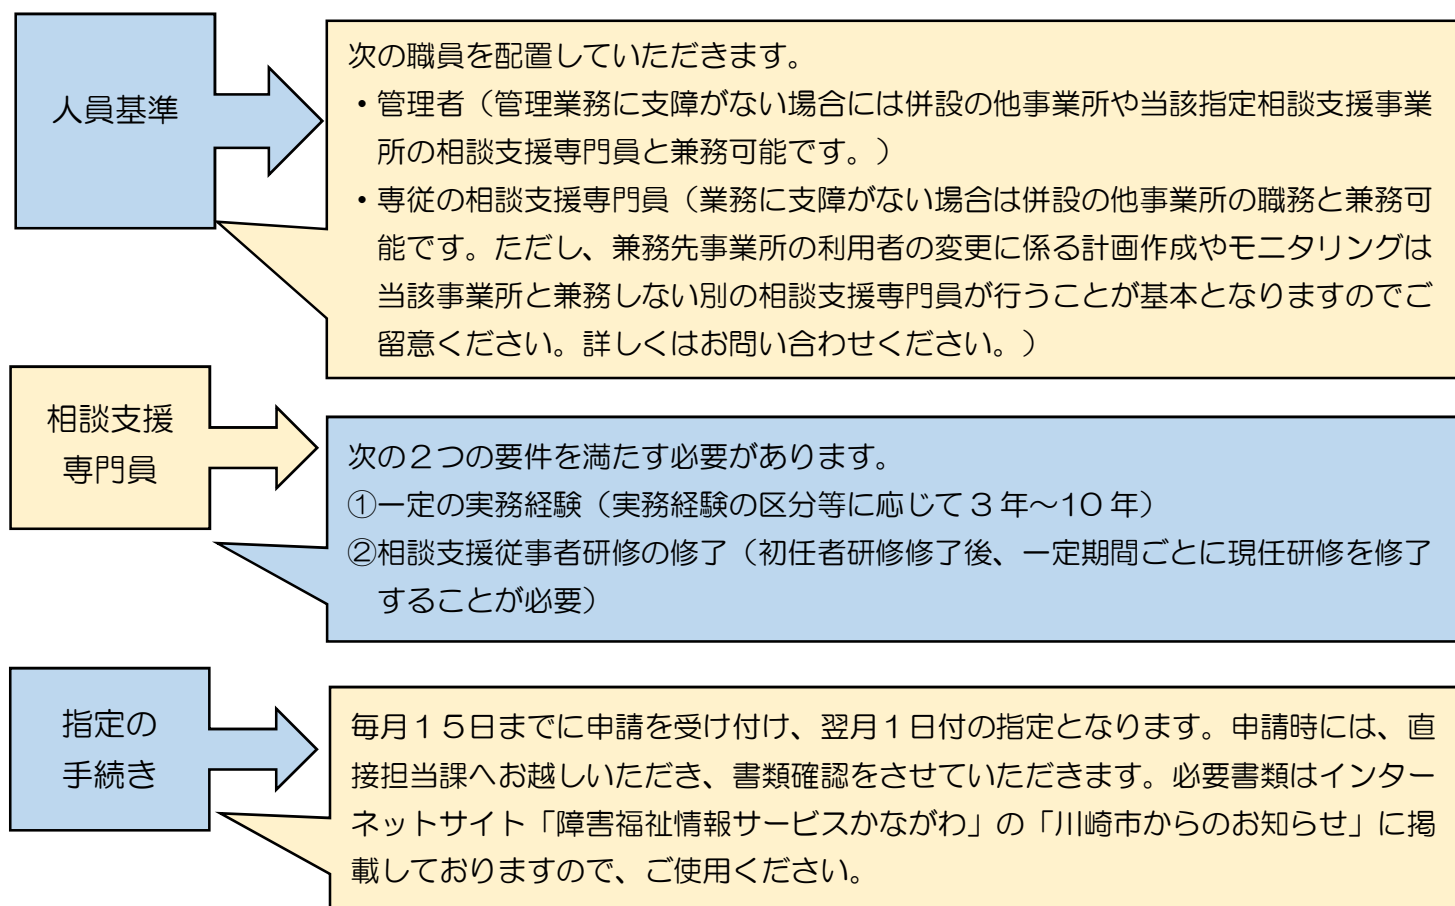 人員基準
次の職員を配置していただきます。
・管理者（管理業務に支障がない場合には併設の他事業所や当該指定相談支援事業
所の相談支援専門員と兼務可能です。）
・専従の相談支援専門員（業務に支障がない場合は併設の他事業所の職務と兼務可
能です。ただし、兼務先事業所の利用者の変更に係る計画作成やモニタリングは
当該事業所と兼務しない別の相談支援専門員が行うことが基本となりますのでご
留意ください。詳しくはお問い合わせください。）
相談支援
専門員
次の２つの要件を満たす必要があります。
①一定の実務経験（実務経験の区分等に応じて３年～10年）
②相談支援従事者研修の修了（初任者研修修了後、一定期間ごとに現任研修を修了
することが必要）
指定の
手続き
毎月１５日までに申請を受け付け、翌月１日付の指定となります。申請時には、直
接担当課へお越しいただき、書類確認をさせていただきます。必要書類はインター
ネットサイト「障害福祉情報サービスかながわ」の「川崎市からのお知らせ」に掲
載しておりますので、ご使用ください。